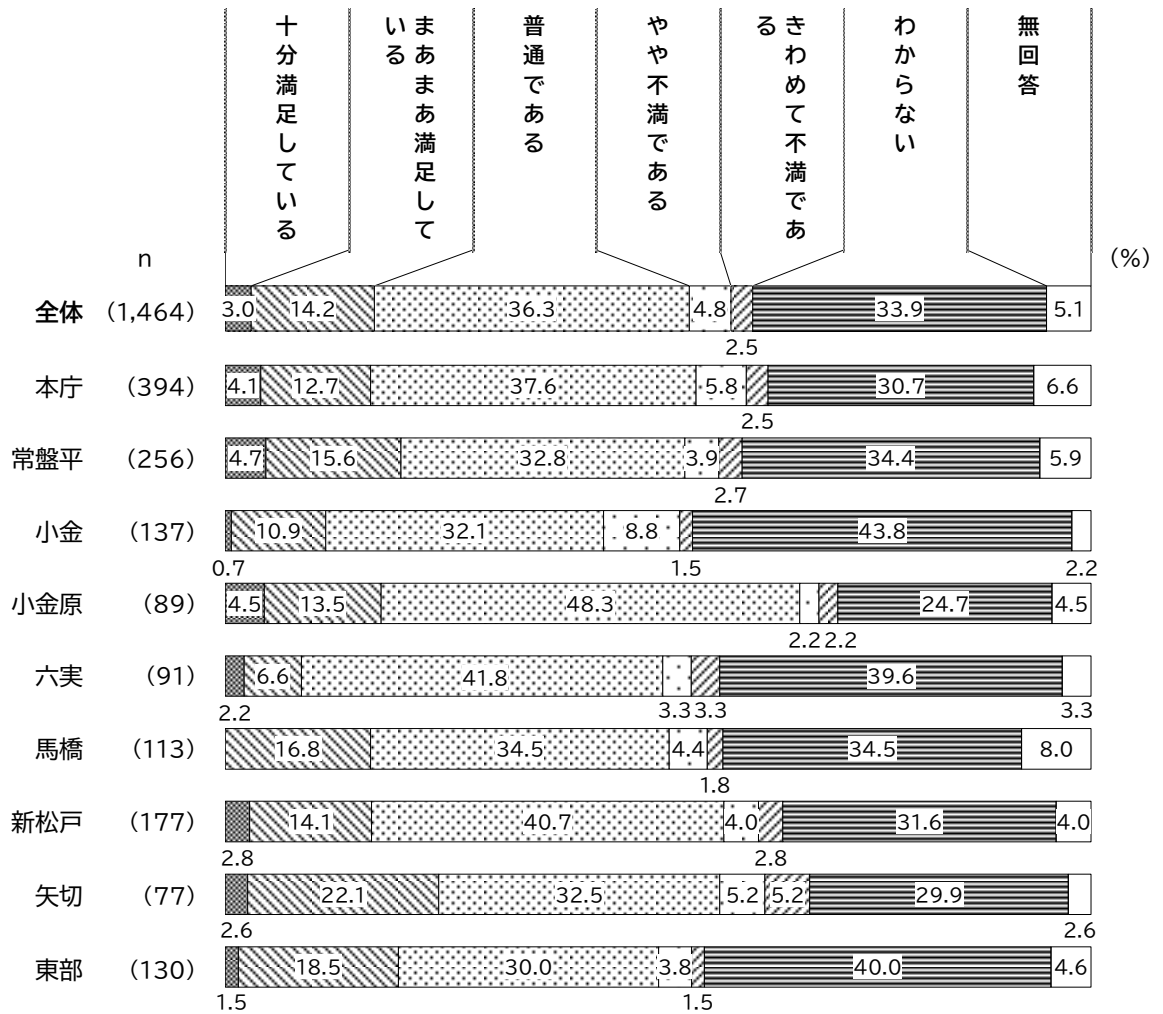 十分満足している
まあまあ満足して
いる
普通である
やや不満である
きわめて不満であ
る
わからない
無回答
n
(%)
全体 (1,464) 3.0 14.2 36.3 4.8 33.9 5.1
2.5
本庁 (394) 4.1 12.7 37.6 5.8 30.7 6.6
2.5
常盤平 (256) 4.7 15.6 32.8 3.9 34.4 5.9
2.7
小金 (137) 10.9 32.1 8.8 43.8
0.7 1.5 2.2
小金原 (89) 4.5 13.5 48.3 24.7 4.5
2.2 2.2
六実 (91) 6.6 41.8 39.6
2.2 3.3 3.3 3.3
馬橋 (113) 16.8 34.5 4.4 34.5 8.0
1.8
新松戸 (177) 14.1 40.7 4.0 31.6 4.0
2.8 2.8
矢切 (77) 22.1 32.5 5.2 5.2 29.9
2.6 2.6
東部 (130) 18.5 30.0 3.8 40.0 4.6
1.5 1.5